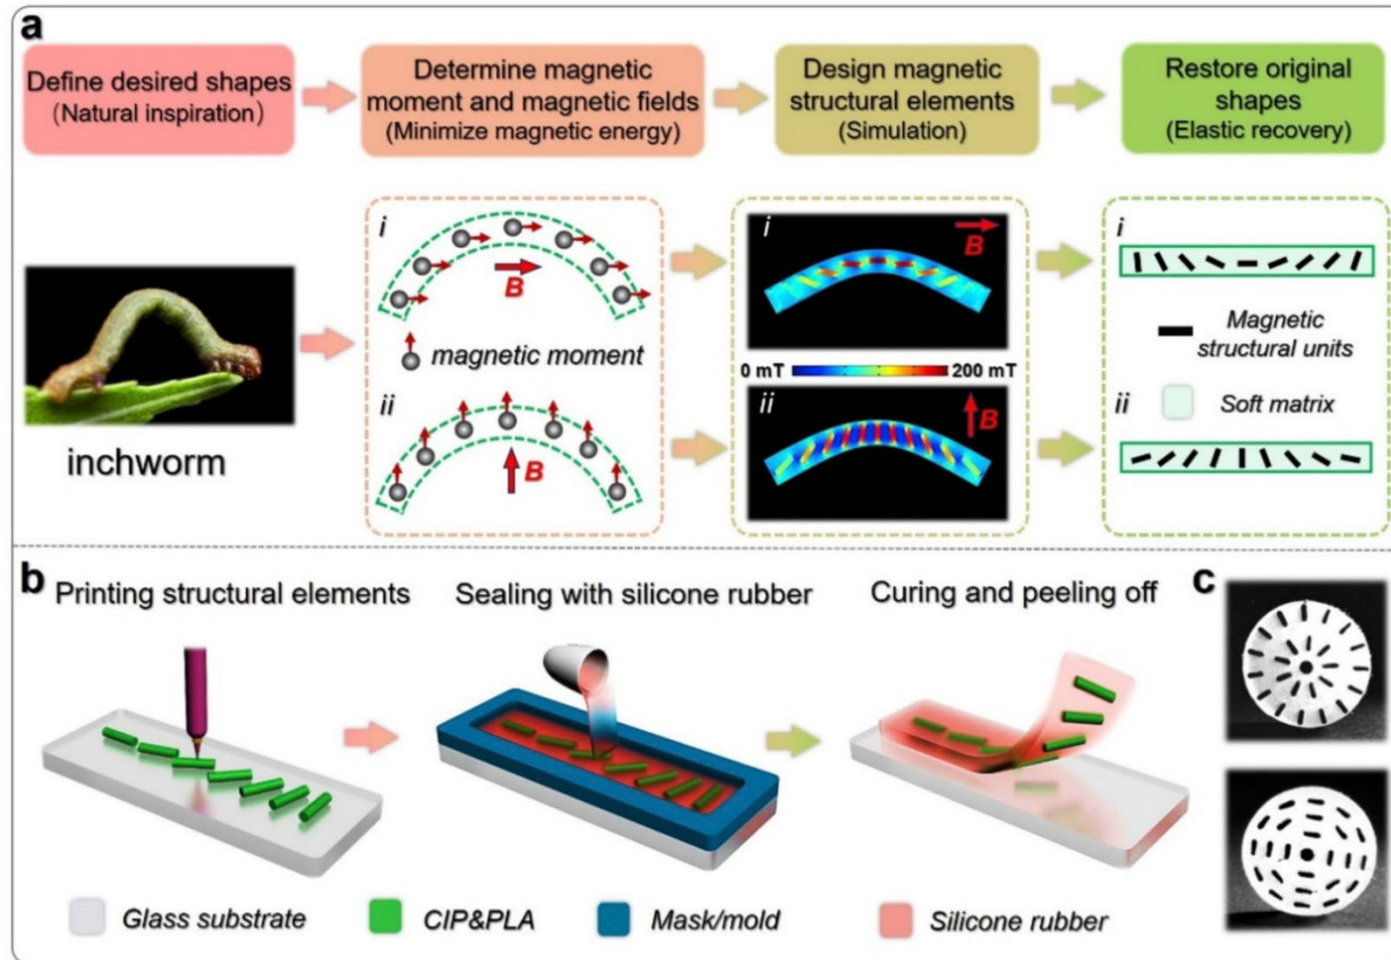 a
Define desired shapes
(Natural inspiration)
Determine magnetic
moment and magnetic fields
(Minimize magnetic energy)
Design magnetic
structural elements
(Simulation)
Restore original
shapes
(Elastic recovery)
inchworm
i
B
magnetic moment
ii
B
i
B
0 mT
200 mT
ii
B
i
Magnetic
structural units
ii
Soft matrix
b
Printing structural elements
Sealing with silicone rubber
Curing and peeling off
Glass substrate
CIP&PLA
Mask/mold
Silicone rubber
c